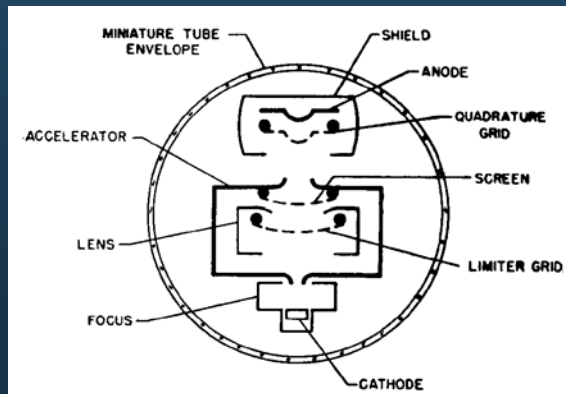 MINIATURE TUBE
ENVELOPE
SHIELD
ANODE
QUADRATURE
GRID
ACCELERATOR
SCREEN
LENS
LIMITER GRID
FOCUS
CATHODE